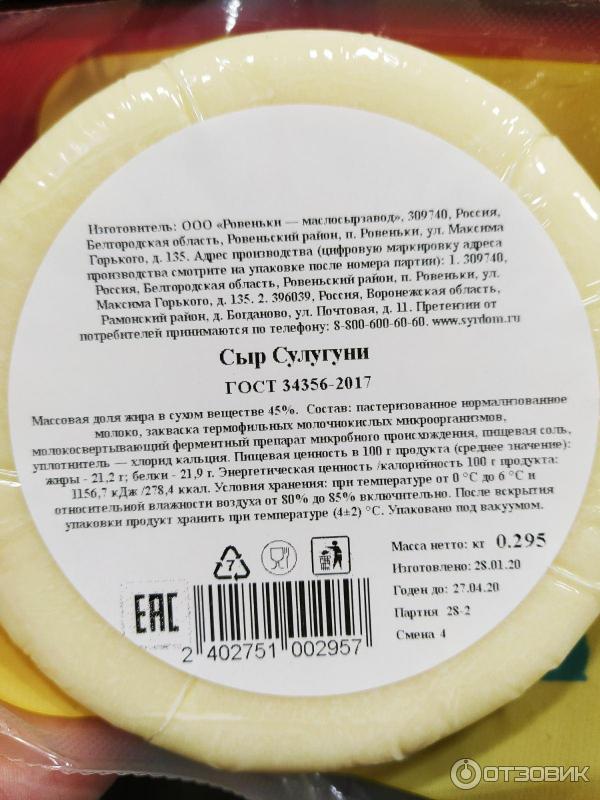 Изготовитель: ООО «Ровеньки — маслосырзавод», 309740, Россия,
Белгородская область, Ровеньский район, п. Ровеньки, ул. Максима
Горького, д. 135. Адрес производства (цифровую маркировку адреса
производства смотрите на упаковке после номера партии): 1. 309740,
Россия, Белгородская область, Ровеньский район, п. Ровеньки, ул.
Максима Горького, д. 135. 2. 396039, Россия, Воронежская область,
Рамонский район, д. Богданово, ул. Почтовая, д. 11. Претензии от
потребителей принимаются по телефону: 8-800-600-60-60. www.syrdom.ru
Сыр Сулугуни
ГОСТ 34356-2017
Массовая доля жира в сухом веществе 45%. Состав: пастеризованное нормализованное
молоко, закваска термофильных молочнокислых микроорганизмов,
молокосвертывающий ферментный препарат микробного происхождения, пищевая соль,
уплотнитель — хлорид кальция. Пищевая ценность в 100 г продукта (среднее значение):
жиры - 21,2 г; белки - 21,9 г. Энергетическая ценность /калорийность 100 г продукта:
1156,7 кДж /278,4 ккал. Условия хранения: при температуре от 0 °C до 6 °C и
относительной влажности воздуха от 80% до 85% включительно. После вскрытия
упаковки продукт хранить при температуре (4±2) °C. Упаковано под вакуумом.
Масса нетто: кг 0.295
Изготовлено: 28.01.20
Годен до: 27.04.20
Партия 28-2
Смена 4
7
EAC
2 402751 002957
ОТЗОВИК